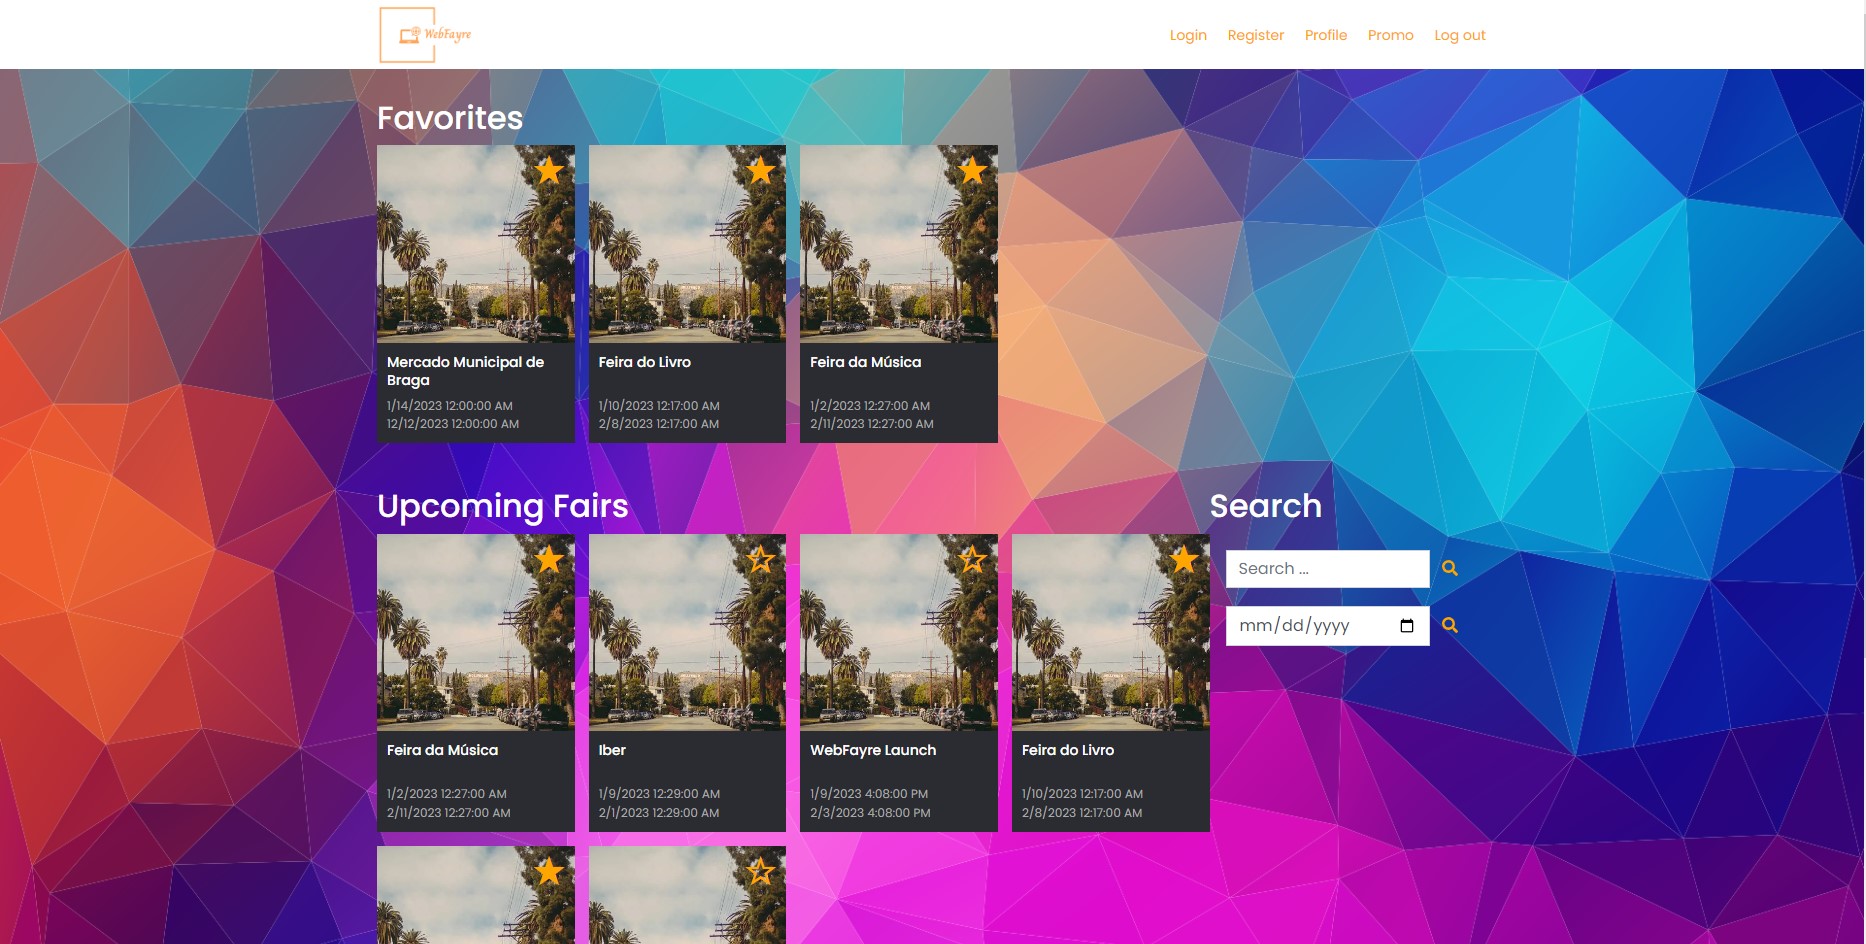 WebFayre
Login Register Profile Promo Log out
Favorites
Mercado Municipal de
Braga
1/14/2023 12:00:00 AM
12/12/2023 12:00:00 AM
Feira do Livro
1/10/2023 12:17:00 AM
2/8/2023 12:17:00 AM
Feira da Música
1/2/2023 12:27:00 AM
2/11/2023 12:27:00 AM
Upcoming Fairs
Feira da Música
1/2/2023 12:27:00 AM
2/11/2023 12:27:00 AM
Iber
1/9/2023 12:29:00 AM
2/1/2023 12:29:00 AM
WebFayre Launch
1/9/2023 4:08:00 PM
2/3/2023 4:08:00 PM
Feira do Livro
1/10/2023 12:17:00 AM
2/8/2023 12:17:00 AM
Search
Search ...
mm/dd/yyyy